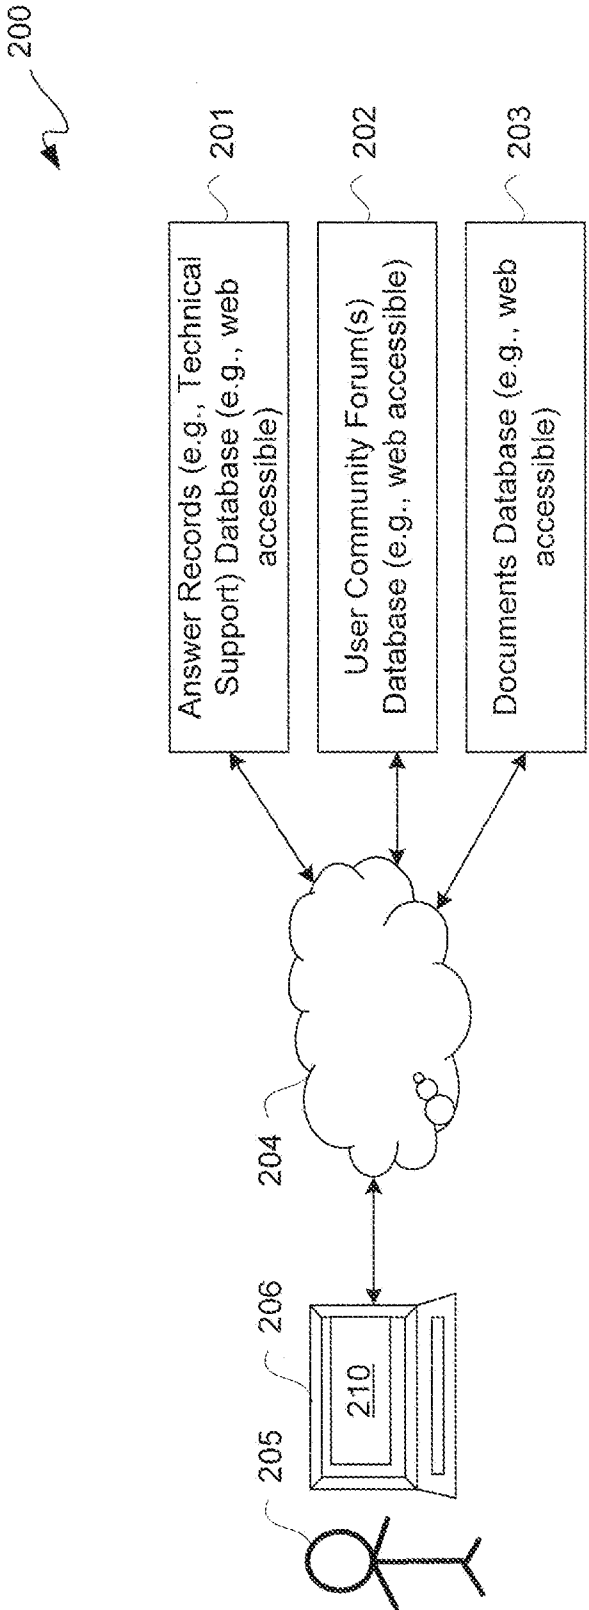 200
Answer Records (e.g., Technical
Support) Database (e.g., web
accessible)
201
User Community Forum(s)
Database (e.g., web accessible)
202
Documents Database (e.g., web
accessible)
203
204
206
210
205